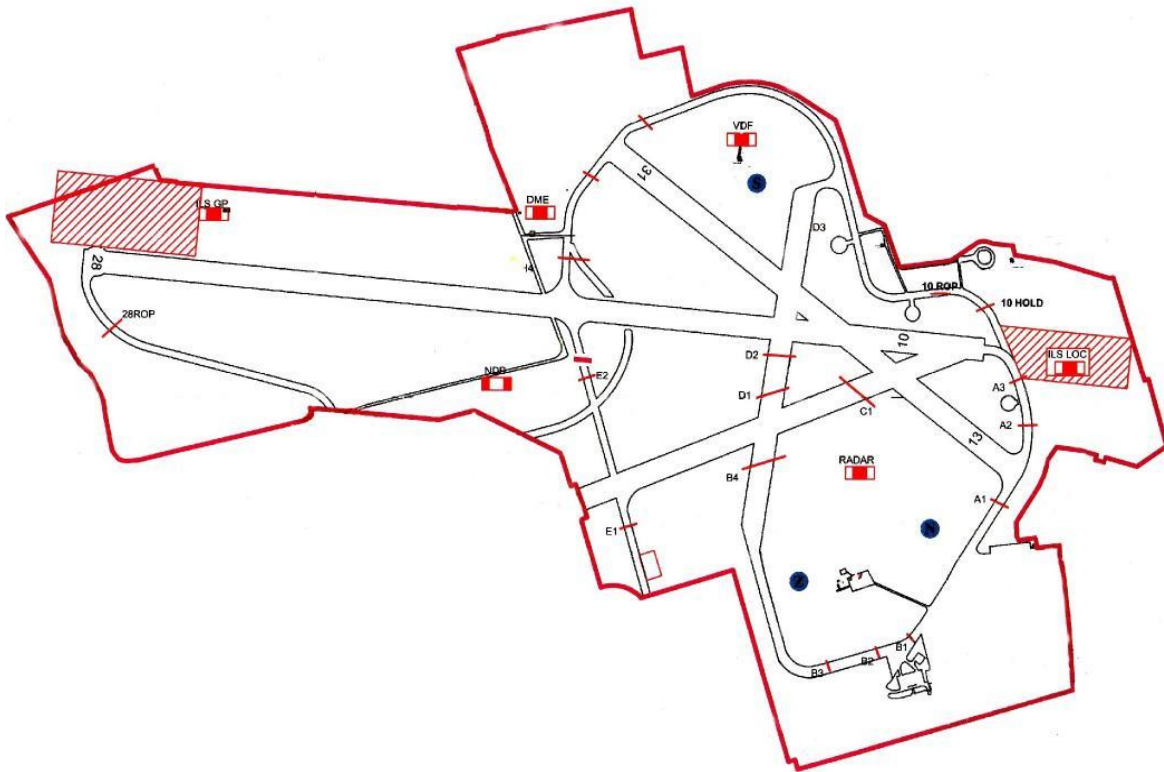 VDF
31
ILS GP
DME
D3
28
10 ROP
10 HOLD
28ROP
10
D2
ILS LOC
NDB
E2
A3
D1
C1
A2
13
RADAR
B4
A1
E1
B1
B2
B3